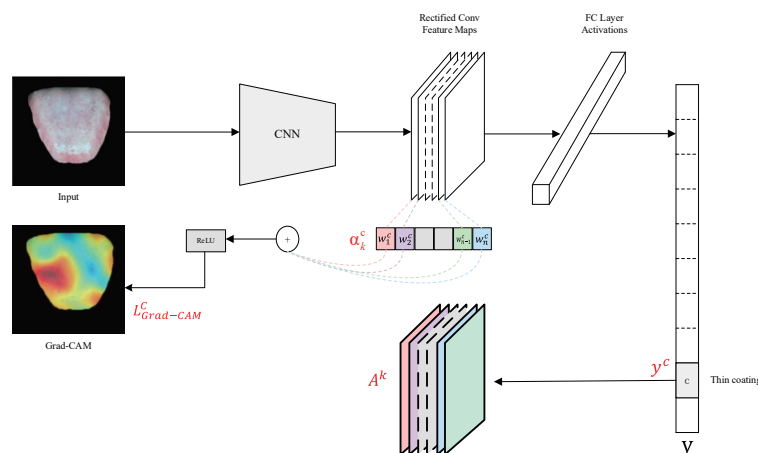 Rectified Conv
Feature Maps
FC Layer
Activations
CNN
Input
α_k^c
w_1^c w_2^c w_{n-1}^c w_n^c
ReLU
+
L_{Grad-CAM}^C
Grad-CAM
A^k
y^c
c
Thin coating
y